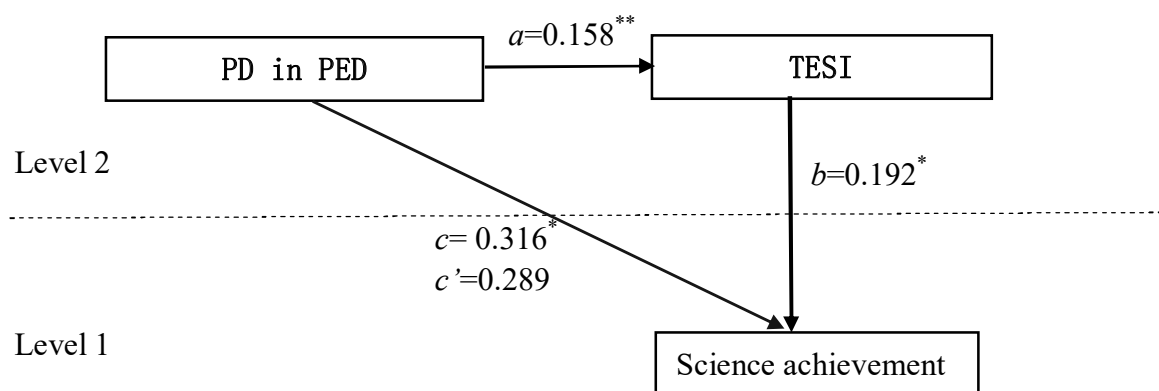 a=0.158**
PD in PED
TESI
Level 2
b=0.192*
c= 0.316*
c’=0.289
Level 1
Science achievement